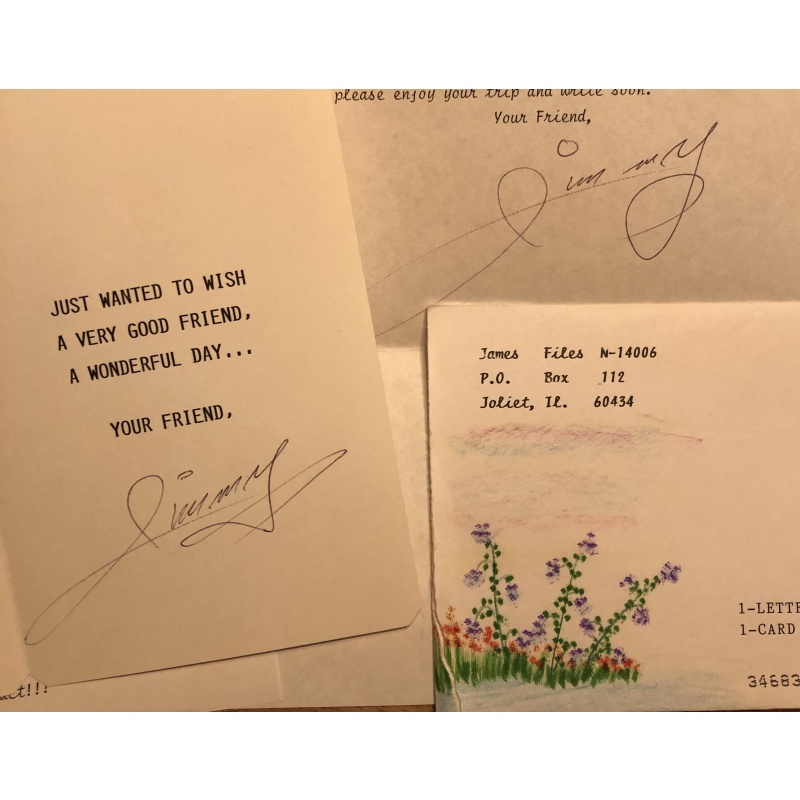 please enjoy your trip and write soon.
Your Friend,
Jimmy
JUST WANTED TO WISH
A VERY GOOD FRIEND,
A WONDERFUL DAY...
YOUR FRIEND,
Jimmy
James Files N-14006
P.O. Box 112
Joliet, Il. 60434
1-LETTE
1-CARD
34683
!!!